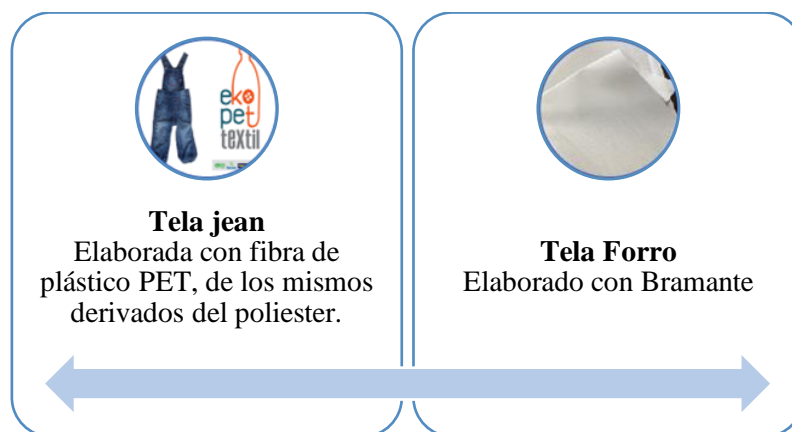 eko
pet
textil
Tela jean
Elaborada con fibra de
plástico PET, de los mismos
derivados del poliester.
Tela Forro
Elaborado con Bramante